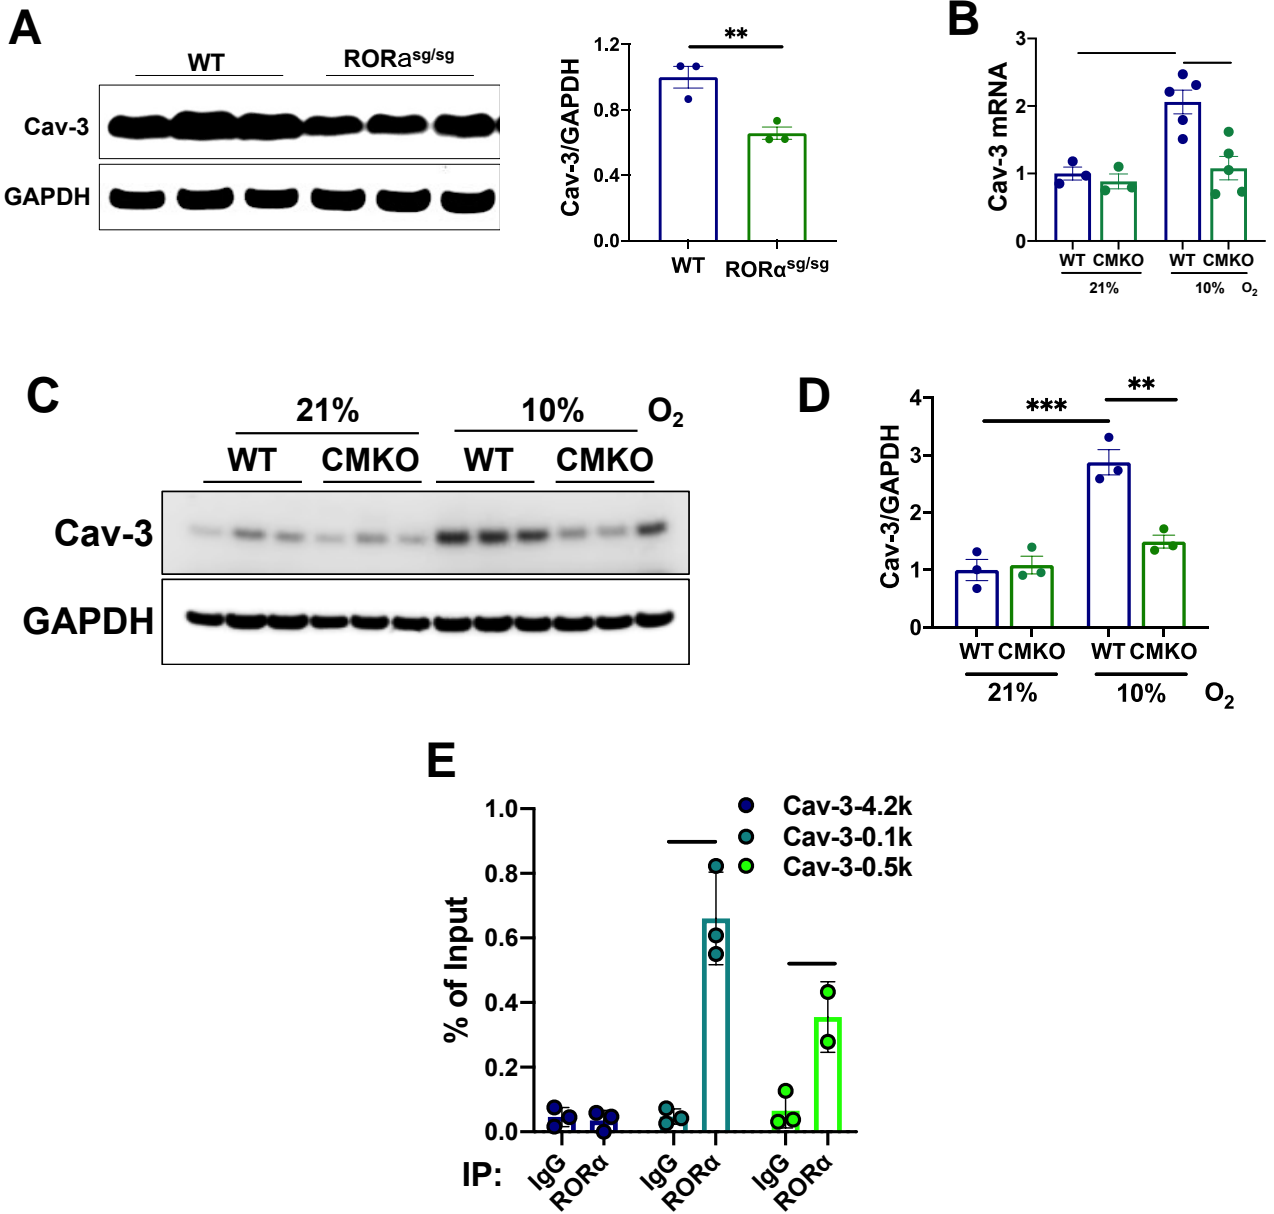 A
WT
RORasg/sg
Cav-3
GAPDH
Cav-3/GAPDH
1.2
0.8
0.4
0.0
**
WT
RORαsg/sg
B
Cav-3 mRNA
3
2
1
0
WT CMKO WT CMKO
21% 10% O2
C
21% 10% O2
WT CMKO WT CMKO
Cav-3
GAPDH
D
Cav-3/GAPDH
4
3
2
1
0
***
**
WT CMKO WT CMKO
21% 10% O2
E
% of Input
1.0
0.8
0.6
0.4
0.2
0.0
Cav-3-4.2k
Cav-3-0.1k
Cav-3-0.5k
IP:
IgG
RORα
IgG
RORα
IgG
RORα